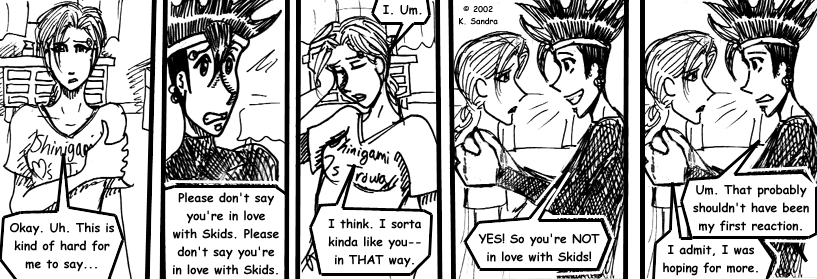 Shinigami
Okay. Uh. This is
kind of hard for
me to say...
Please don't say
you're in love
with Skids. Please
don't say you're
in love with Skids.
I. Um.
Shinigami
I think. I sorta
kinda like you--
in THAT way.
© 2002
K. Sandra
YES! So you're NOT
in love with Skids!
Um. That probably
shouldn't have been
my first reaction.
I admit, I was
hoping for more.